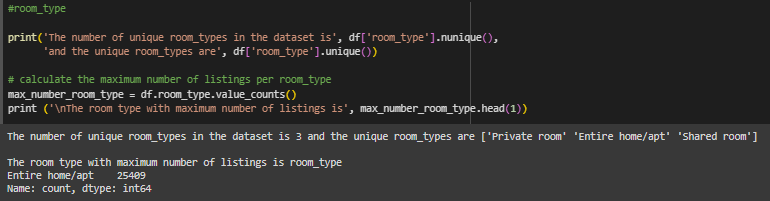 #room_type
print('The number of unique room_types in the dataset is', df['room_type'].nunique(),
'and the unique room_types are', df['room_type'].unique())
# calculate the maximum number of listings per room_type
max_number_room_type = df.room_type.value_counts()
print ('\nThe room type with maximum number of listings is', max_number_room_type.head(1))
The number of unique room_types in the dataset is 3 and the unique room_types are ['Private room' 'Entire home/apt' 'Shared room']
The room type with maximum number of listings is room_type
Entire home/apt    25409
Name: count, dtype: int64